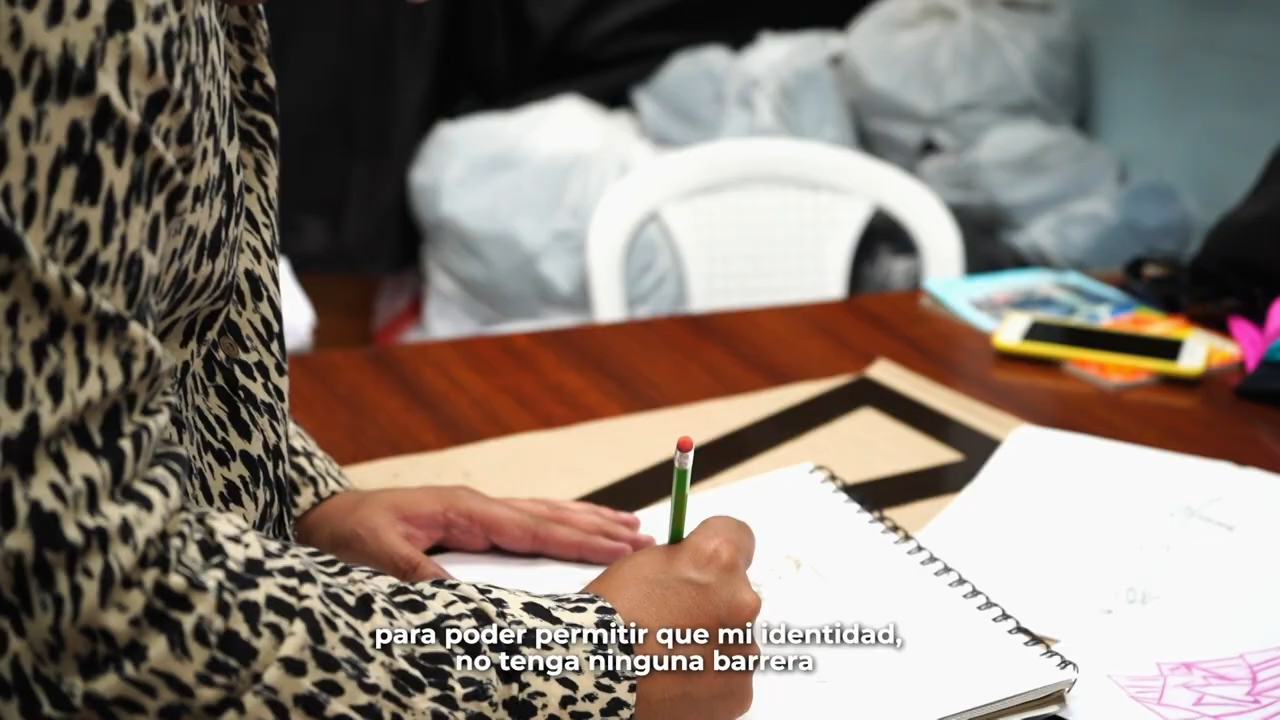 para poder permitir que mi identidad,
no tenga ninguna barrera